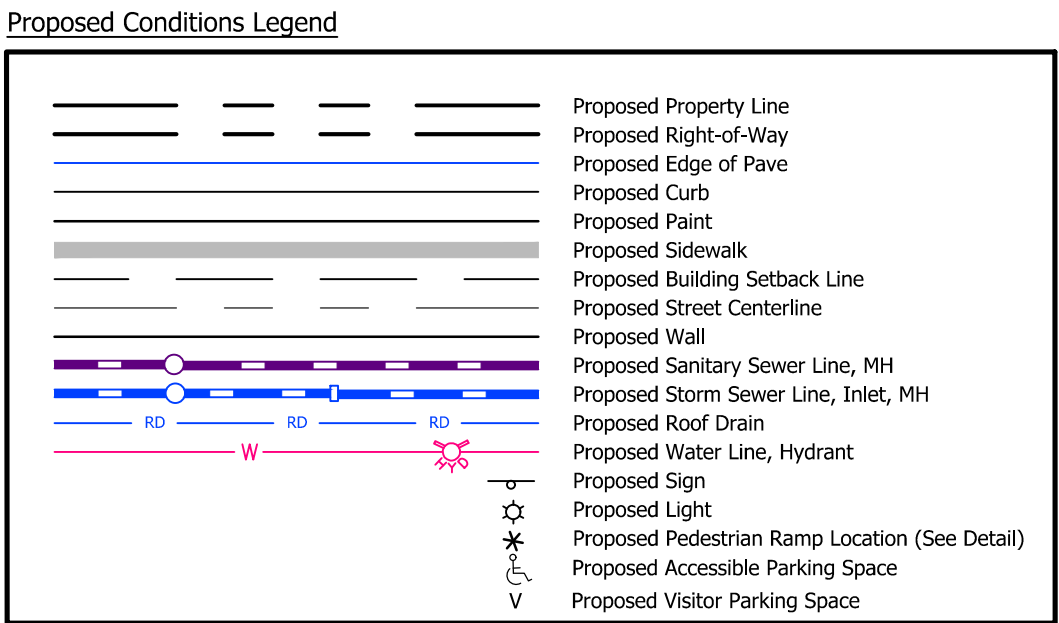 Proposed Conditions Legend
Proposed Property Line
Proposed Right-of-Way
Proposed Edge of Pave
Proposed Curb
Proposed Paint
Proposed Sidewalk
Proposed Building Setback Line
Proposed Street Centerline
Proposed Wall
Proposed Sanitary Sewer Line, MH
Proposed Storm Sewer Line, Inlet, MH
RD RD RD Proposed Roof Drain
W HYD Proposed Water Line, Hydrant
Proposed Sign
Proposed Light
Proposed Pedestrian Ramp Location (See Detail)
Proposed Accessible Parking Space
V Proposed Visitor Parking Space